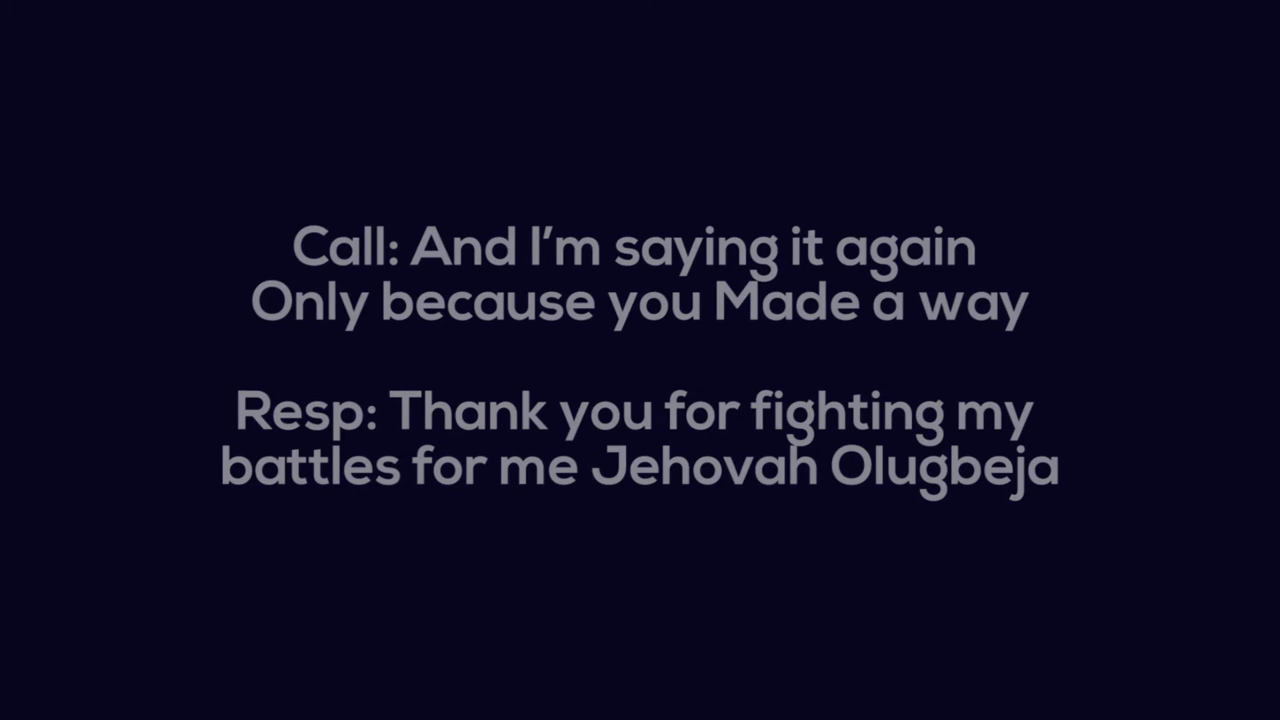 Call: And I’m saying it again
Only because you Made a way
Resp: Thank you for fighting my
battles for me Jehovah Olugbeja